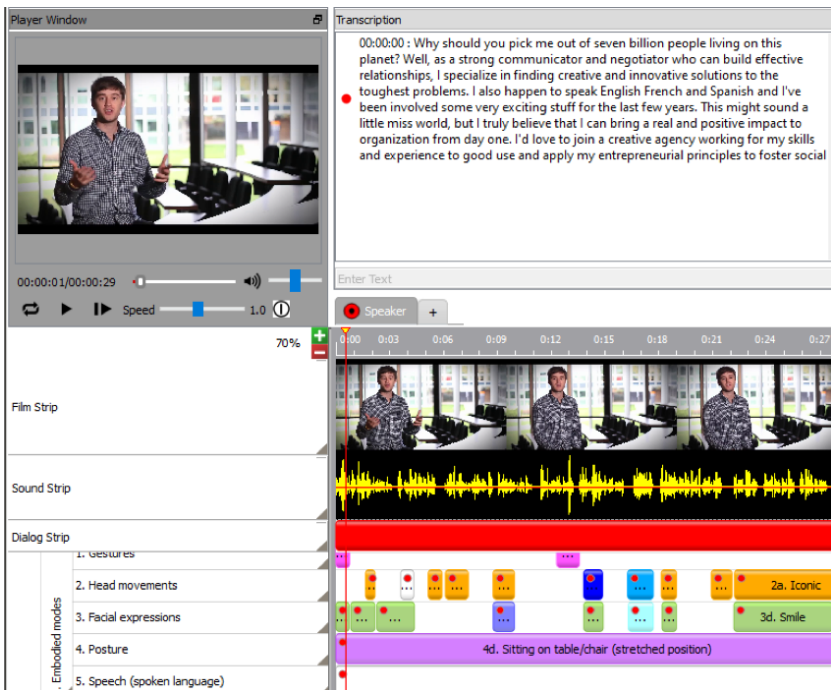 Player Window
Transcription
00:00:00 : Why should you pick me out of seven billion people living on this
planet? Well, as a strong communicator and negotiator who can build effective
relationships, I specialize in finding creative and innovative solutions to the
toughest problems. I also happen to speak English French and Spanish and I've
been involved some very exciting stuff for the last few years. This might sound a
little miss world, but I truly believe that I can bring a real and positive impact to
organization from day one. I'd love to join a creative agency working for my skills
and experience to good use and apply my entrepreneurial principles to foster social
00:00:01/00:00:29
Enter Text
Speed 1.0
Speaker +
70%
0:00 0:03 0:06 0:09 0:12 0:15 0:18 0:21 0:24 0:27
Film Strip
Sound Strip
Dialog Strip
Embodied modes
1. Gestures
... ...
2. Head movements
... ... ... ... ... ... ... ... ... 2a. Iconic
3. Facial expressions
... ... ... ... ... ... ... 3d. Smile
4. Posture
4d. Sitting on table/chair (stretched position)
5. Speech (spoken language)